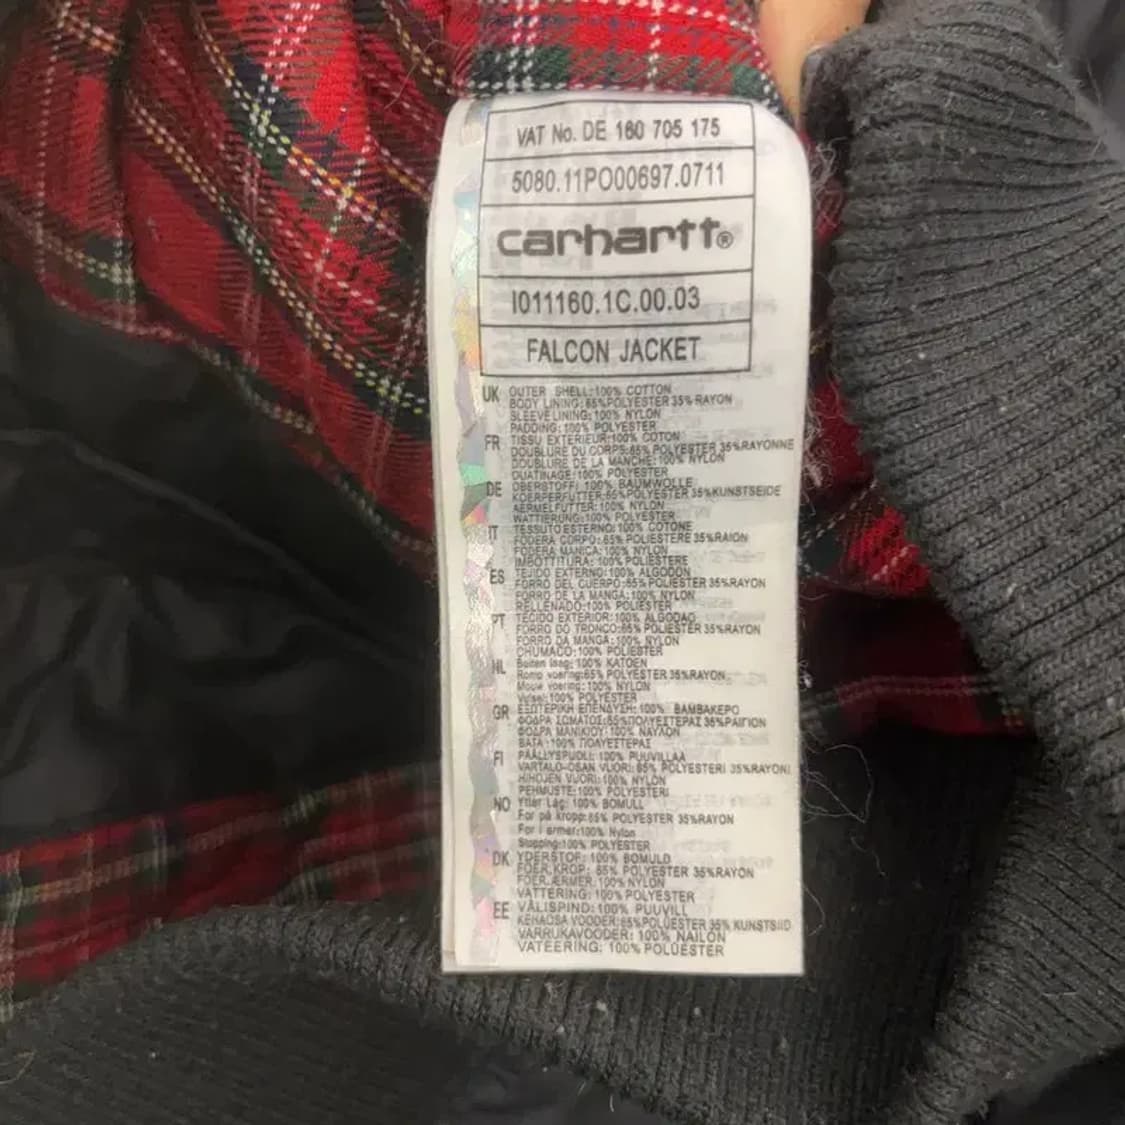 VAT No. DE 160 705 175
5080.11PO00697.0711
carhartt®
I011160.1C.00.03
FALCON JACKET
UK OUTER SHELL:100% COTTON
BODY LINING:65%POLYESTER 35%RAYON
SLEEVE LINING:100% NYLON
PADDING:100% POLYESTER
FR TISSU EXTERIEUR:100% COTON
DOUBLURE DU CORPS:65% POLYESTER 35%RAYONNE
DOUBLURE DE LA MANCHE:100% NYLON
OUATINAGE:100% POLYESTER
DE OBERSTOFF: 100% BAUMWOLLE
KOERPERFUTTER:65%POLYESTER 35%KUNSTSEIDE
AERMELFUTTER:100% NYLON
WATTIERUNG:100% POLYESTER
IT TESSUTO ESTERNO:100% COTONE
FODERA CORPO:65% POLIESTERE 35%RAION
FODERA MANICA:100% NYLON
IMBOTTITURA:100% POLIESTERE
ES TEJIDO EXTERNO:100% ALGODON
FORRO DEL CUERPO:65% POLIESTER 35%RAYON
FORRO DE LA MANGA:100% NYLON
RELLENADO:100% POLIESTER
PT TECIDO EXTERIOR:100% ALGODAO
FORRO DO TRONCO:65% POLIESTER 35%RAYON
FORRO DA MANGA:100% NYLON
CHUMACO:100% POLIESTER
NL Buiten laag: 100% KATOEN
Romp voering:65% POLYESTER 35%RAYON
Mouw voering:100% NYLON
Vulsel:100% POLYESTER
GR ΕΞΩΤΕΡΙΚΗ ΕΠΕΝΔΥΣΗ:100% ΒΑΜΒΑΚΕΡΟ
ΦΟΔΡΑ ΣΩΜΑΤΟΣ:65%ΠΟΛΥΕΣΤΕΡΑΣ 35%ΡΑΙΓΙΟΝ
ΦΟΔΡΑ ΜΑΝΙΚΙΟΥ:100% ΝΑΥΛΟΝ
ΒΑΤΑ:100% ΠΟΛΥΕΣΤΕΡΑΣ
FI PÄÄLLYSPUOLI:100% PUUVILLAA
VARTALO-OSAN VUORI:65% POLYESTERI 35%RAYONI
HIHOJEN VUORI:100% NYLON
PEHMUSTE:100% POLYESTERI
NO Ytter Lag: 100% BOMULL
For på kropp:65% POLYESTER 35%RAYON
For i ermer:100% Nylon
Stopping:100% POLYESTER
DK YDERSTOF:100% BOMULD
FOER,KROP: 65% POLYESTER 35%RAYON
FOER,ÆRMER:100% NYLON
VATTERING:100% POLYESTER
EE VÄLISPIND:100% PUUVILL
KEHAOSA VOODER:65%POLÜESTER 35% KUNSTSIID
VARRUKAVOODER: 100% NAILON
VATEERING: 100% POLÜESTER